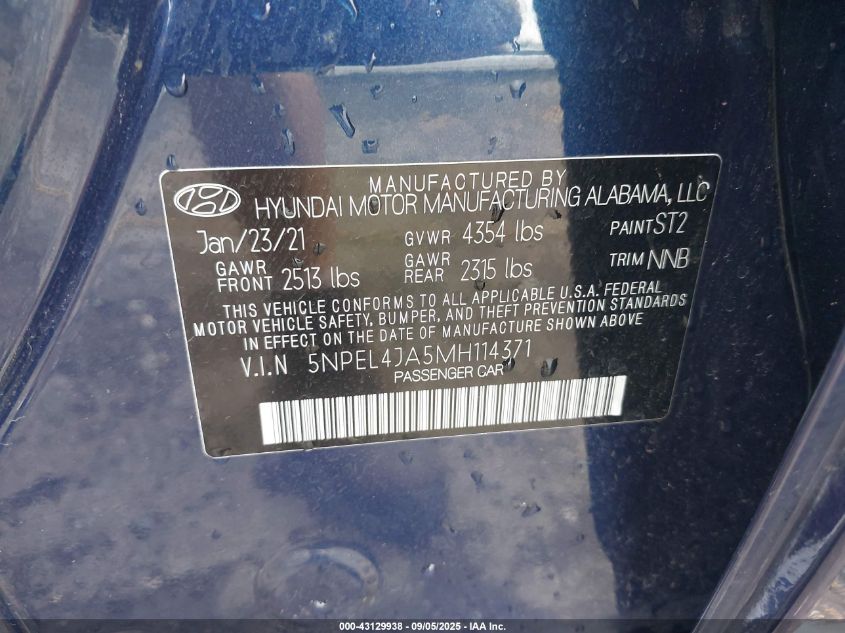 MANUFACTURED BY
HYUNDAI MOTOR MANUFACTURING ALABAMA, LLC
Jan/23/21 GVWR 4354 lbs PAINT ST2
GAWR FRONT 2513 lbs GAWR REAR 2315 lbs TRIM NNB
THIS VEHICLE CONFORMS TO ALL APPLICABLE U.S.A. FEDERAL
MOTOR VEHICLE SAFETY, BUMPER, AND THEFT PREVENTION STANDARDS
IN EFFECT ON THE DATE OF MANUFACTURE SHOWN ABOVE
V.I.N 5NPEL4JA5MH114371
PASSENGER CAR
000-43129938 - 09/05/2025 - IAA Inc.